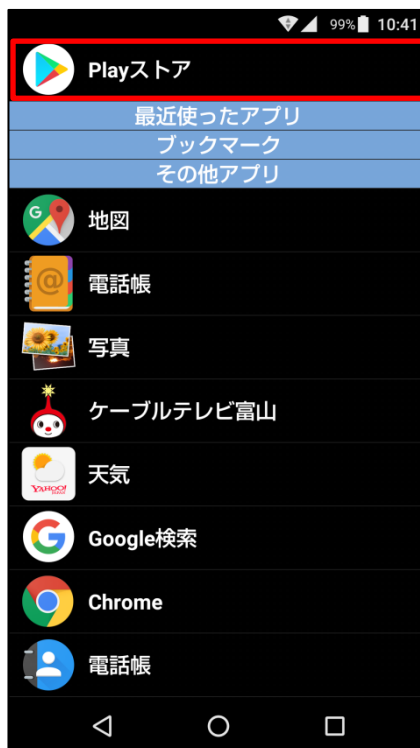 99% 10:41
Playストア
最近使ったアプリ
ブックマーク
その他アプリ
地図
電話帳
写真
ケーブルテレビ富山
天気
YAHOO!
JAPAN
Google検索
Chrome
電話帳